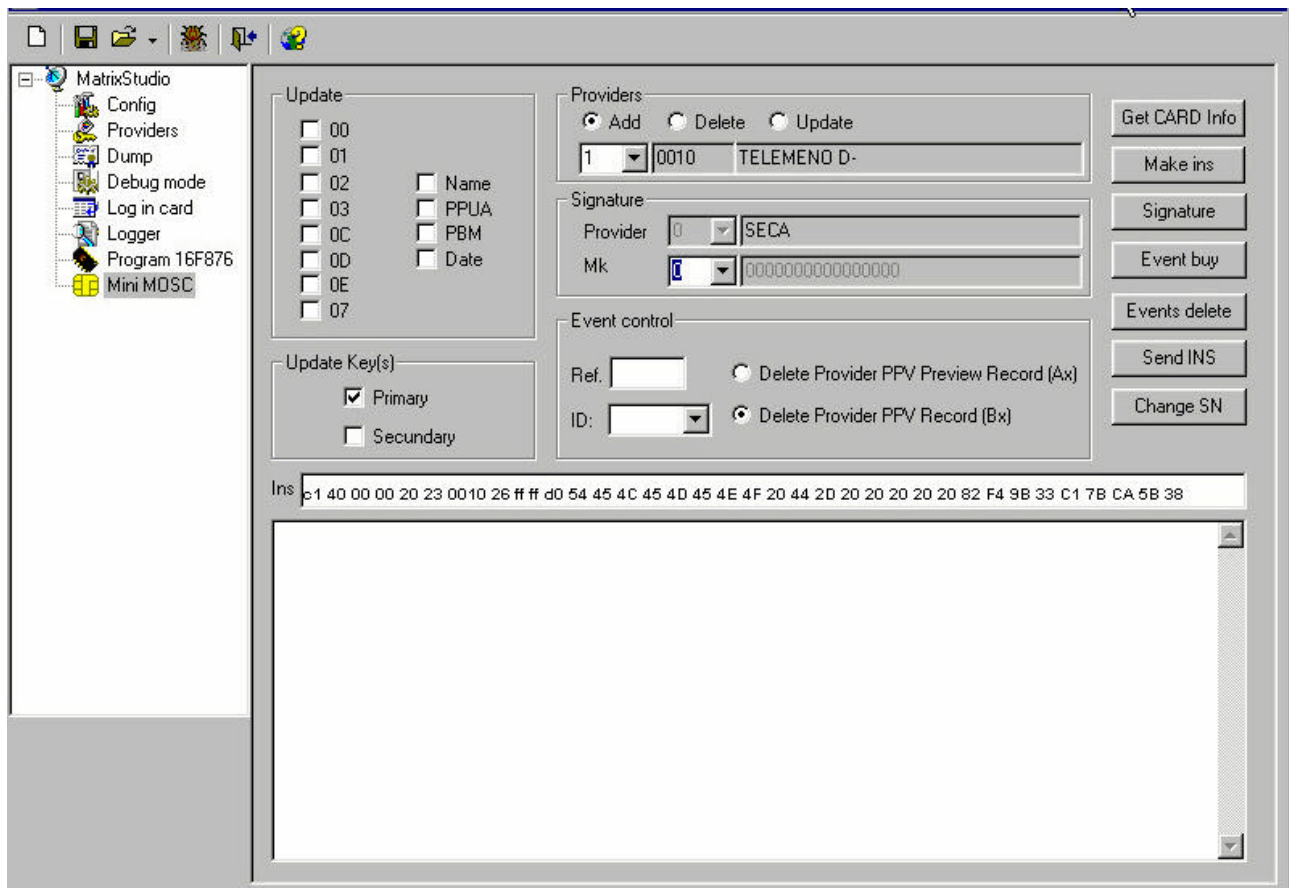 MatrixStudio
Config
Providers
Dump
Debug mode
Log in card
Logger
Program 16F876
Mini MOSC
Update
00
01
02
03
0C
0D
0E
07
Name
PPUA
PBM
Date
Update Key(s)
Primary
Secundary
Providers
Add Delete Update
1 0010 TELEMENO D-
Signature
Provider 0 SECA
Mk 0 0000000000000000
Event control
Ref. Delete Provider PPV Preview Record (Ax)
ID: Delete Provider PPV Record (Bx)
Get CARD Info
Make ins
Signature
Event buy
Events delete
Send INS
Change SN
Ins c1 40 00 00 20 23 0010 26 ff ff d0 54 45 4C 45 4D 45 4E 4F 20 44 2D 20 20 20 20 20 82 F4 9B 33 C1 7B CA 5B 38